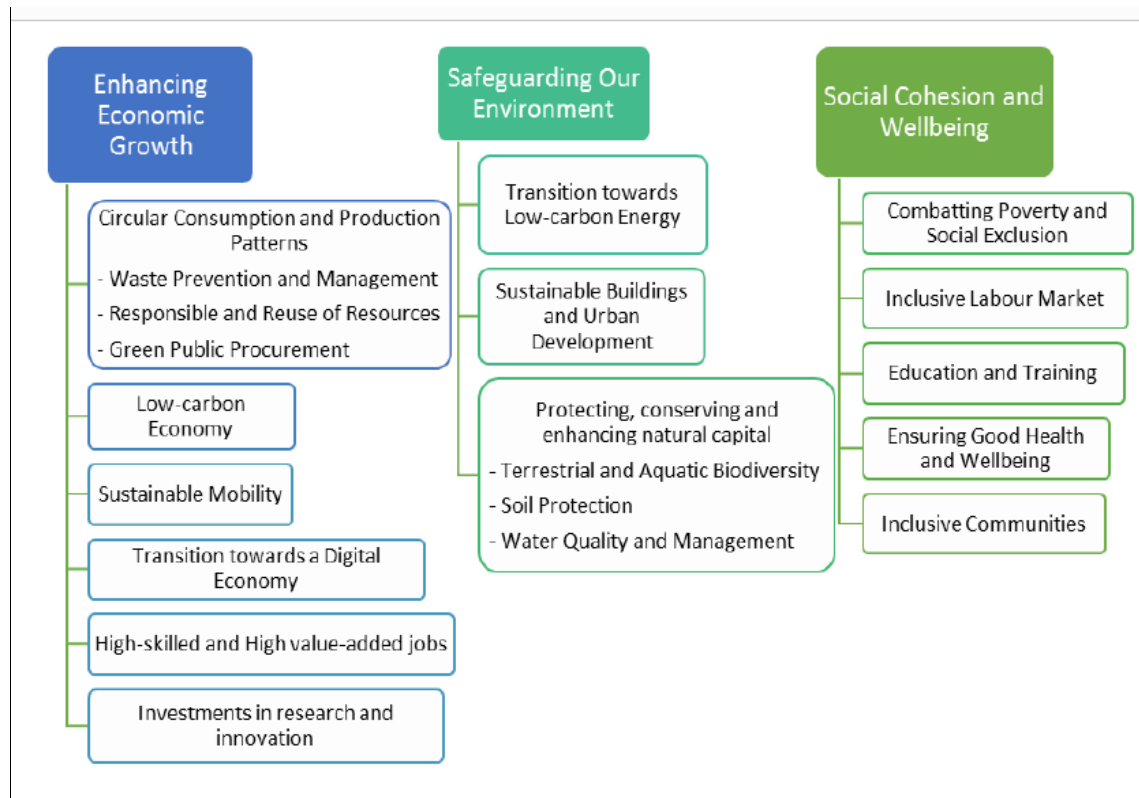 Enhancing
Economic
Growth
Circular Consumption and Production
Patterns
- Waste Prevention and Management
- Responsible and Reuse of Resources
- Green Public Procurement
Low-carbon
Economy
Sustainable Mobility
Transition towards a Digital
Economy
High-skilled and High value-added jobs
Investments in research and
innovation
Safeguarding Our
Environment
Transition towards
Low-carbon Energy
Sustainable Buildings
and Urban
Development
Protecting, conserving and
enhancing natural capital
- Terrestrial and Aquatic Biodiversity
- Soil Protection
- Water Quality and Management
Social Cohesion and
Wellbeing
Combatting Poverty and
Social Exclusion
Inclusive Labour Market
Education and Training
Ensuring Good Health
and Wellbeing
Inclusive Communities